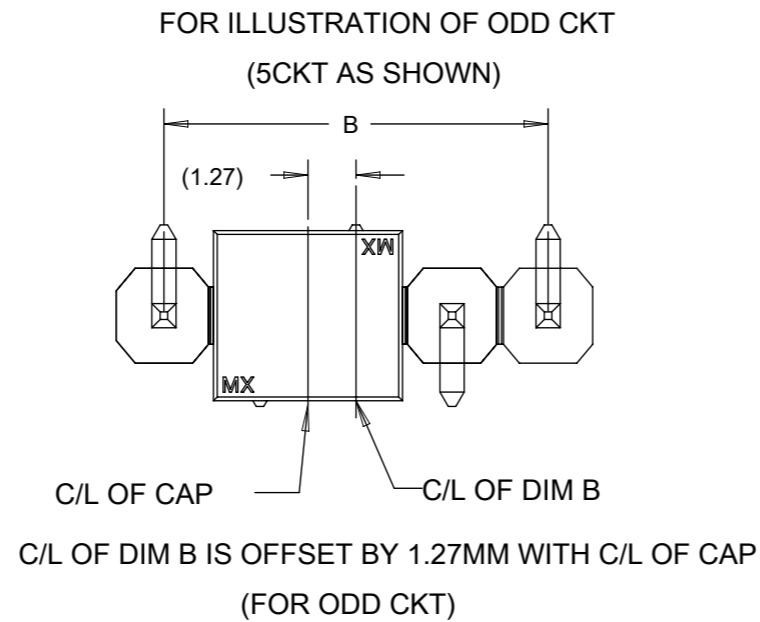 FOR ILLUSTRATION OF ODD CKT
(5CKT AS SHOWN)
B
(1.27)
MX
MX
C/L OF CAP
C/L OF DIM B
C/L OF DIM B IS OFFSET BY 1.27MM WITH C/L OF CAP
(FOR ODD CKT)